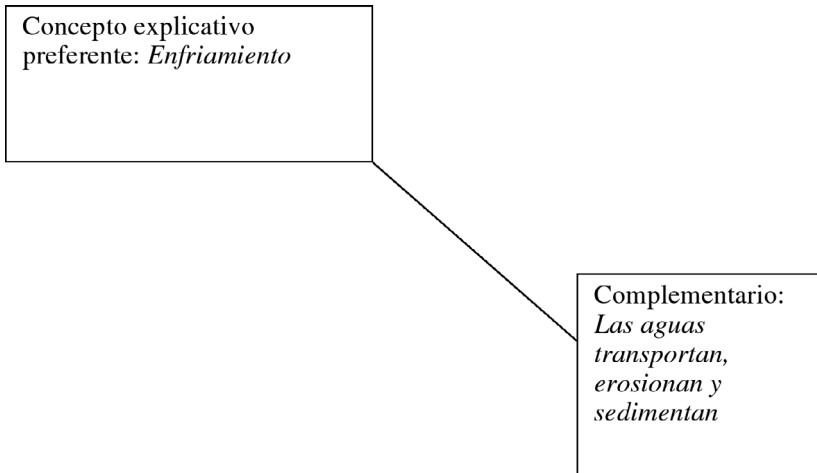 Concepto explicativo
preferente: Enfriamiento
Complementario:
Las aguas
transportan,
erosionan y
sedimentan